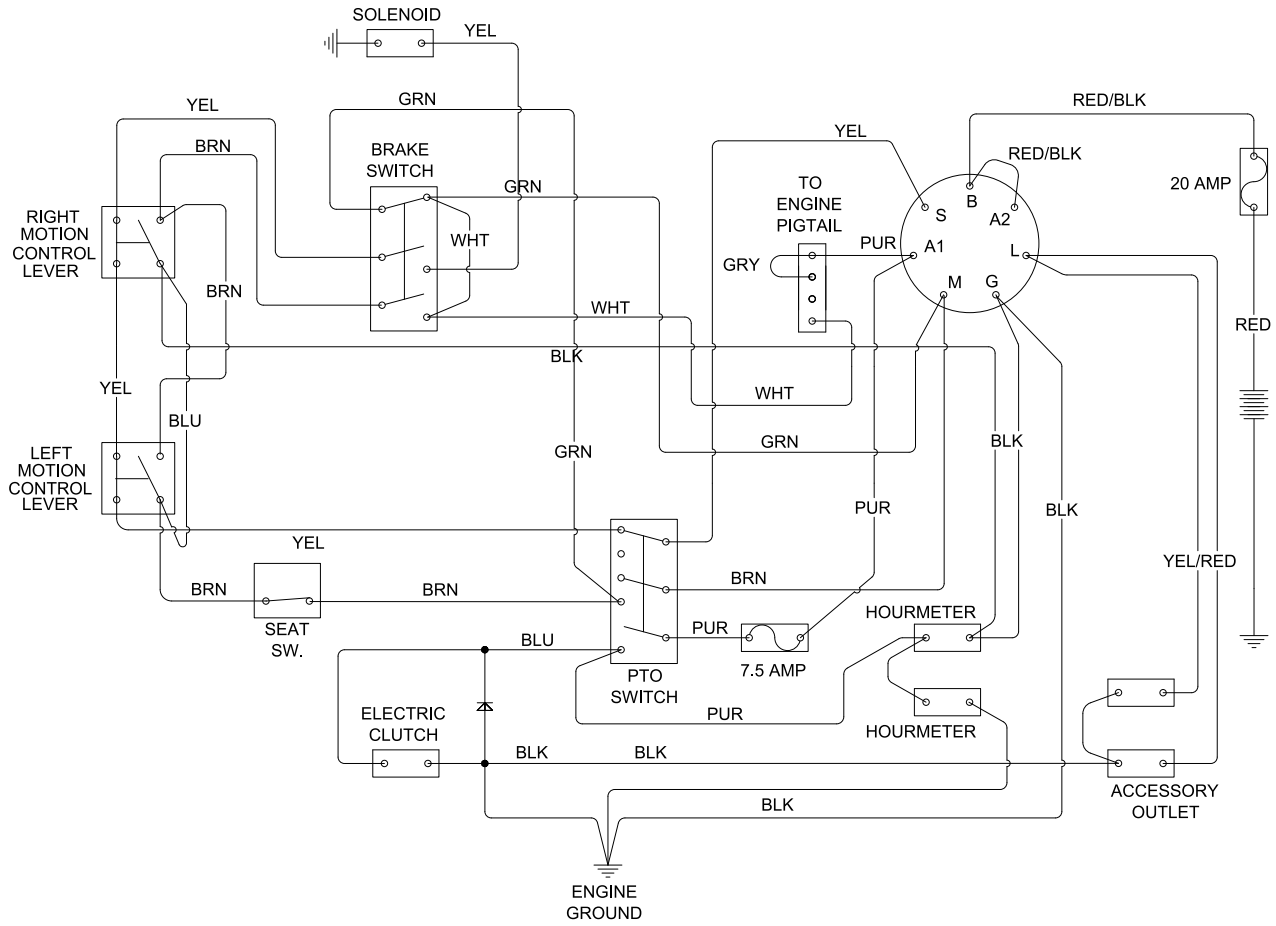 SOLENOID
YEL
GRN
RED/BLK
YEL
YEL
BRN
BRAKE
SWITCH
RED/BLK
TO
ENGINE
PIGTAIL
20 AMP
GRN
B
S
A2
RIGHT
MOTION
CONTROL
LEVER
WHT
PUR
A1
L
GRY
M
G
BRN
WHT
RED
BLK
YEL
WHT
BLU
GRN
BLK
GRN
LEFT
MOTION
CONTROL
LEVER
PUR
BLK
YEL
YEL/RED
BRN
BRN
BRN
HOURMETER
SEAT
SW.
BLU
PUR
7.5 AMP
PTO
SWITCH
ELECTRIC
CLUTCH
PUR
HOURMETER
BLK
BLK
ACCESSORY
OUTLET
BLK
ENGINE
GROUND